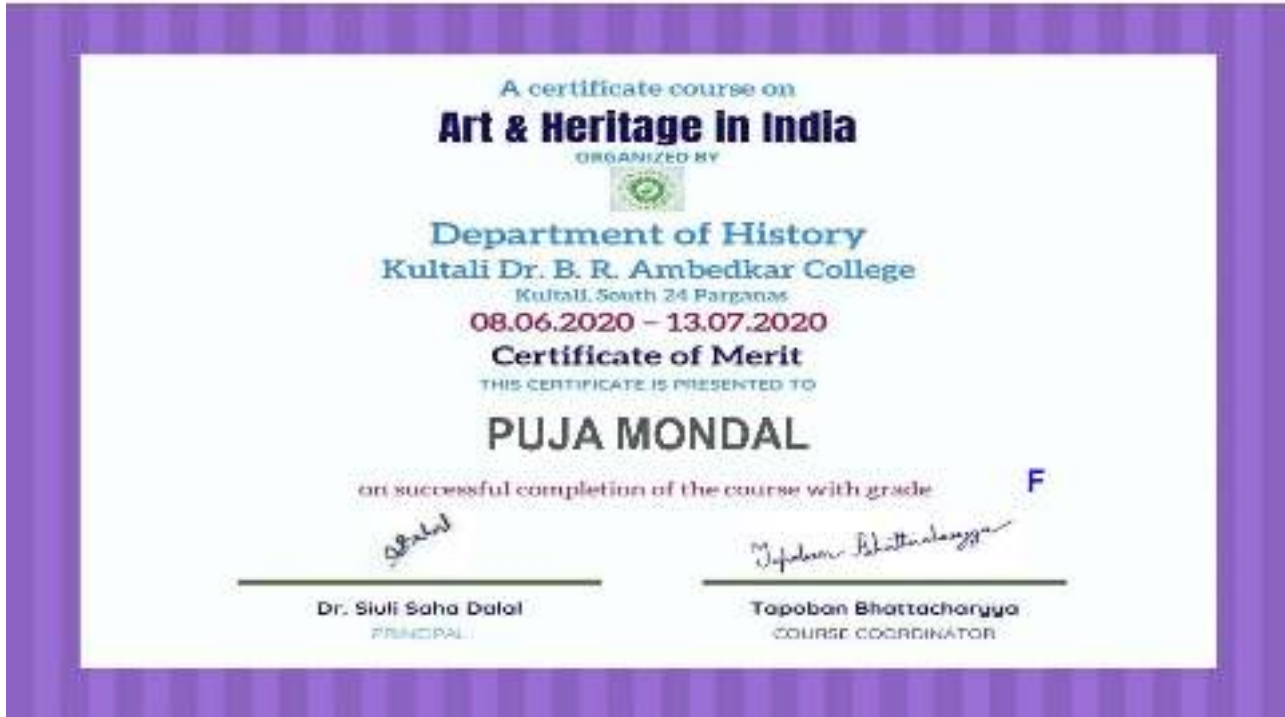 A certificate course on
Art & Heritage in India
ORGANIZED BY
Department of History
Kultali Dr. B. R. Ambedkar College
Kultali, South 24 Parganas
08.06.2020 – 13.07.2020
Certificate of Merit
THIS CERTIFICATE IS PRESENTED TO
PUJA MONDAL
on successful completion of the course with grade F
Tapoban Bhattacharyya
Dr. Siuli Saha Dalal
PRINCIPAL
Tapoban Bhattacharyya
COURSE COORDINATOR